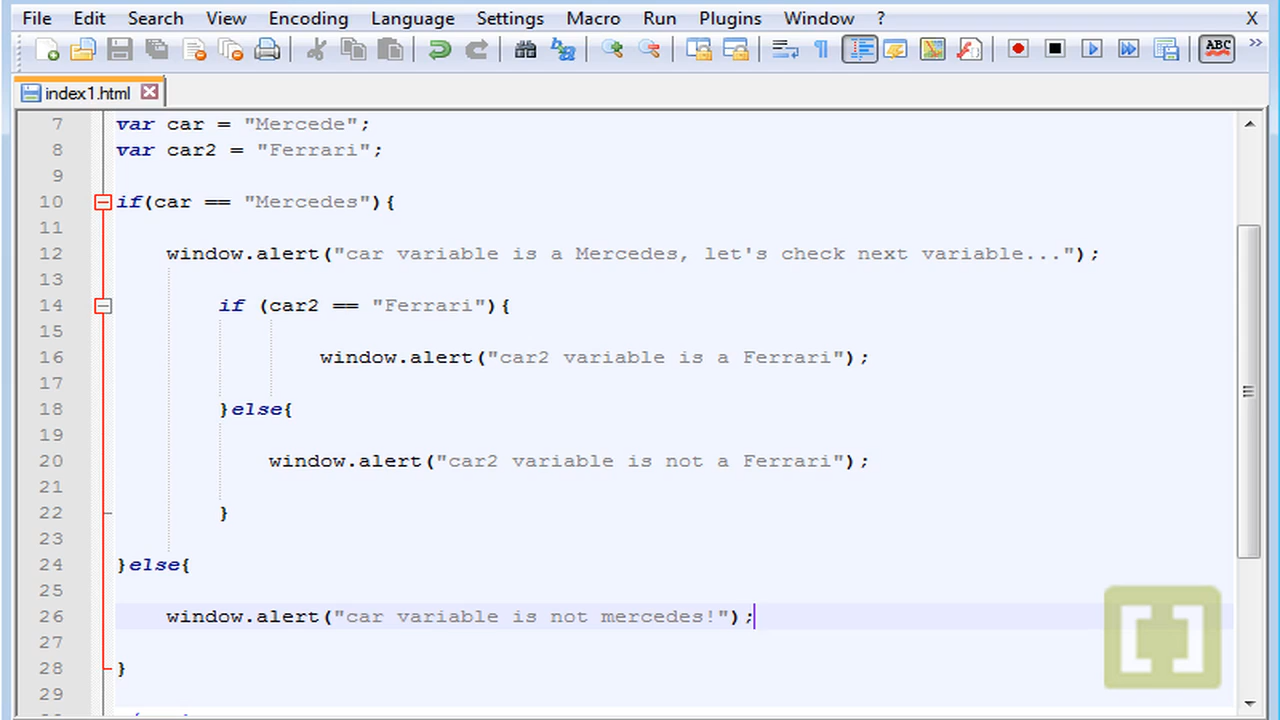 File Edit Search View Encoding Language Settings Macro Run Plugins Window ? X
ABC
index1.html
7 var car = "Mercede";
8 var car2 = "Ferrari";
9
10 if(car == "Mercedes"){
11
12 window.alert("car variable is a Mercedes, let's check next variable...");
13
14 if (car2 == "Ferrari"){
15
16 window.alert("car2 variable is a Ferrari");
17
18 }else{
19
20 window.alert("car2 variable is not a Ferrari");
21
22 }
23
24 }else{
25
26 window.alert("car variable is not mercedes!");
27
28 }
29